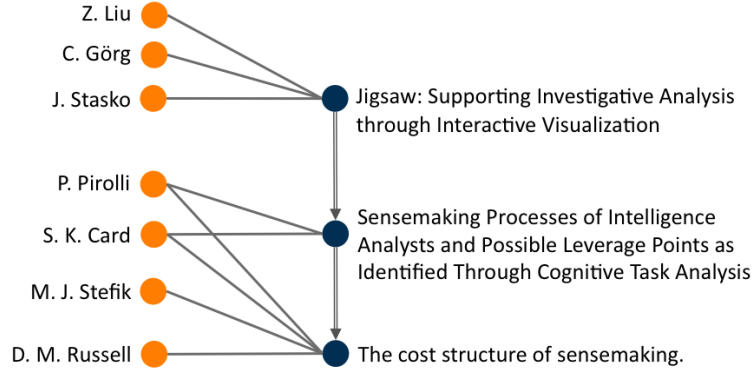 Z. Liu
C. Görg
J. Stasko
Jigsaw: Supporting Investigative Analysis
through Interactive Visualization
P. Pirolli
S. K. Card
Sensemaking Processes of Intelligence
Analysts and Possible Leverage Points as
Identified Through Cognitive Task Analysis
M. J. Stefik
D. M. Russell
The cost structure of sensemaking.